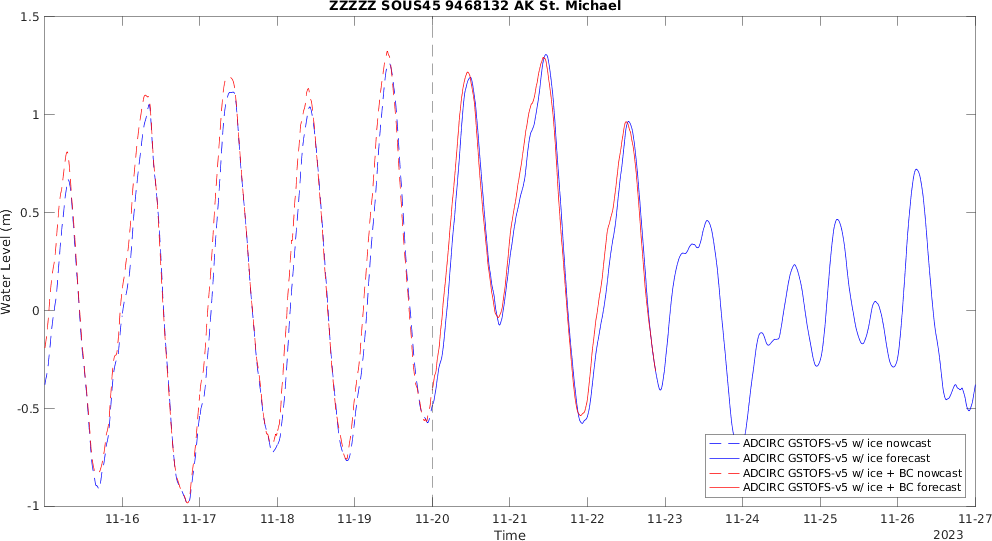 ZZZZZ SOUS45 9468132 AK St. Michael
1.5
1
0.5
0
-0.5
-1
Water Level (m)
ADCIRC GSTOFS-v5 w/ ice nowcast
ADCIRC GSTOFS-v5 w/ ice forecast
ADCIRC GSTOFS-v5 w/ ice + BC nowcast
ADCIRC GSTOFS-v5 w/ ice + BC forecast
11-16 11-17 11-18 11-19 11-20 11-21 11-22 11-23 11-24 11-25 11-26 11-27
Time
2023